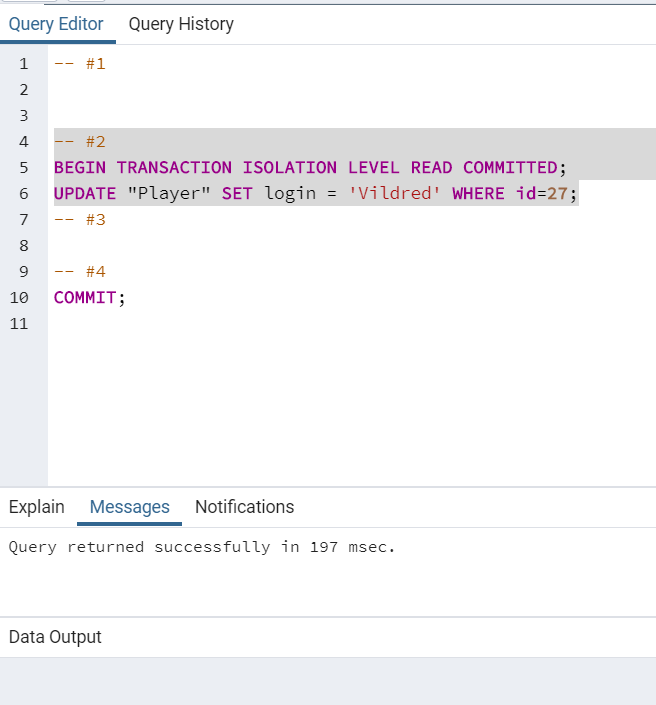 Query Editor Query History
1 -- #1
2
3
4 -- #2
5 BEGIN TRANSACTION ISOLATION LEVEL READ COMMITTED;
6 UPDATE "Player" SET login = 'Vildred' WHERE id=27;
7 -- #3
8
9 -- #4
10 COMMIT;
11
Explain Messages Notifications
Query returned successfully in 197 msec.
Data Output